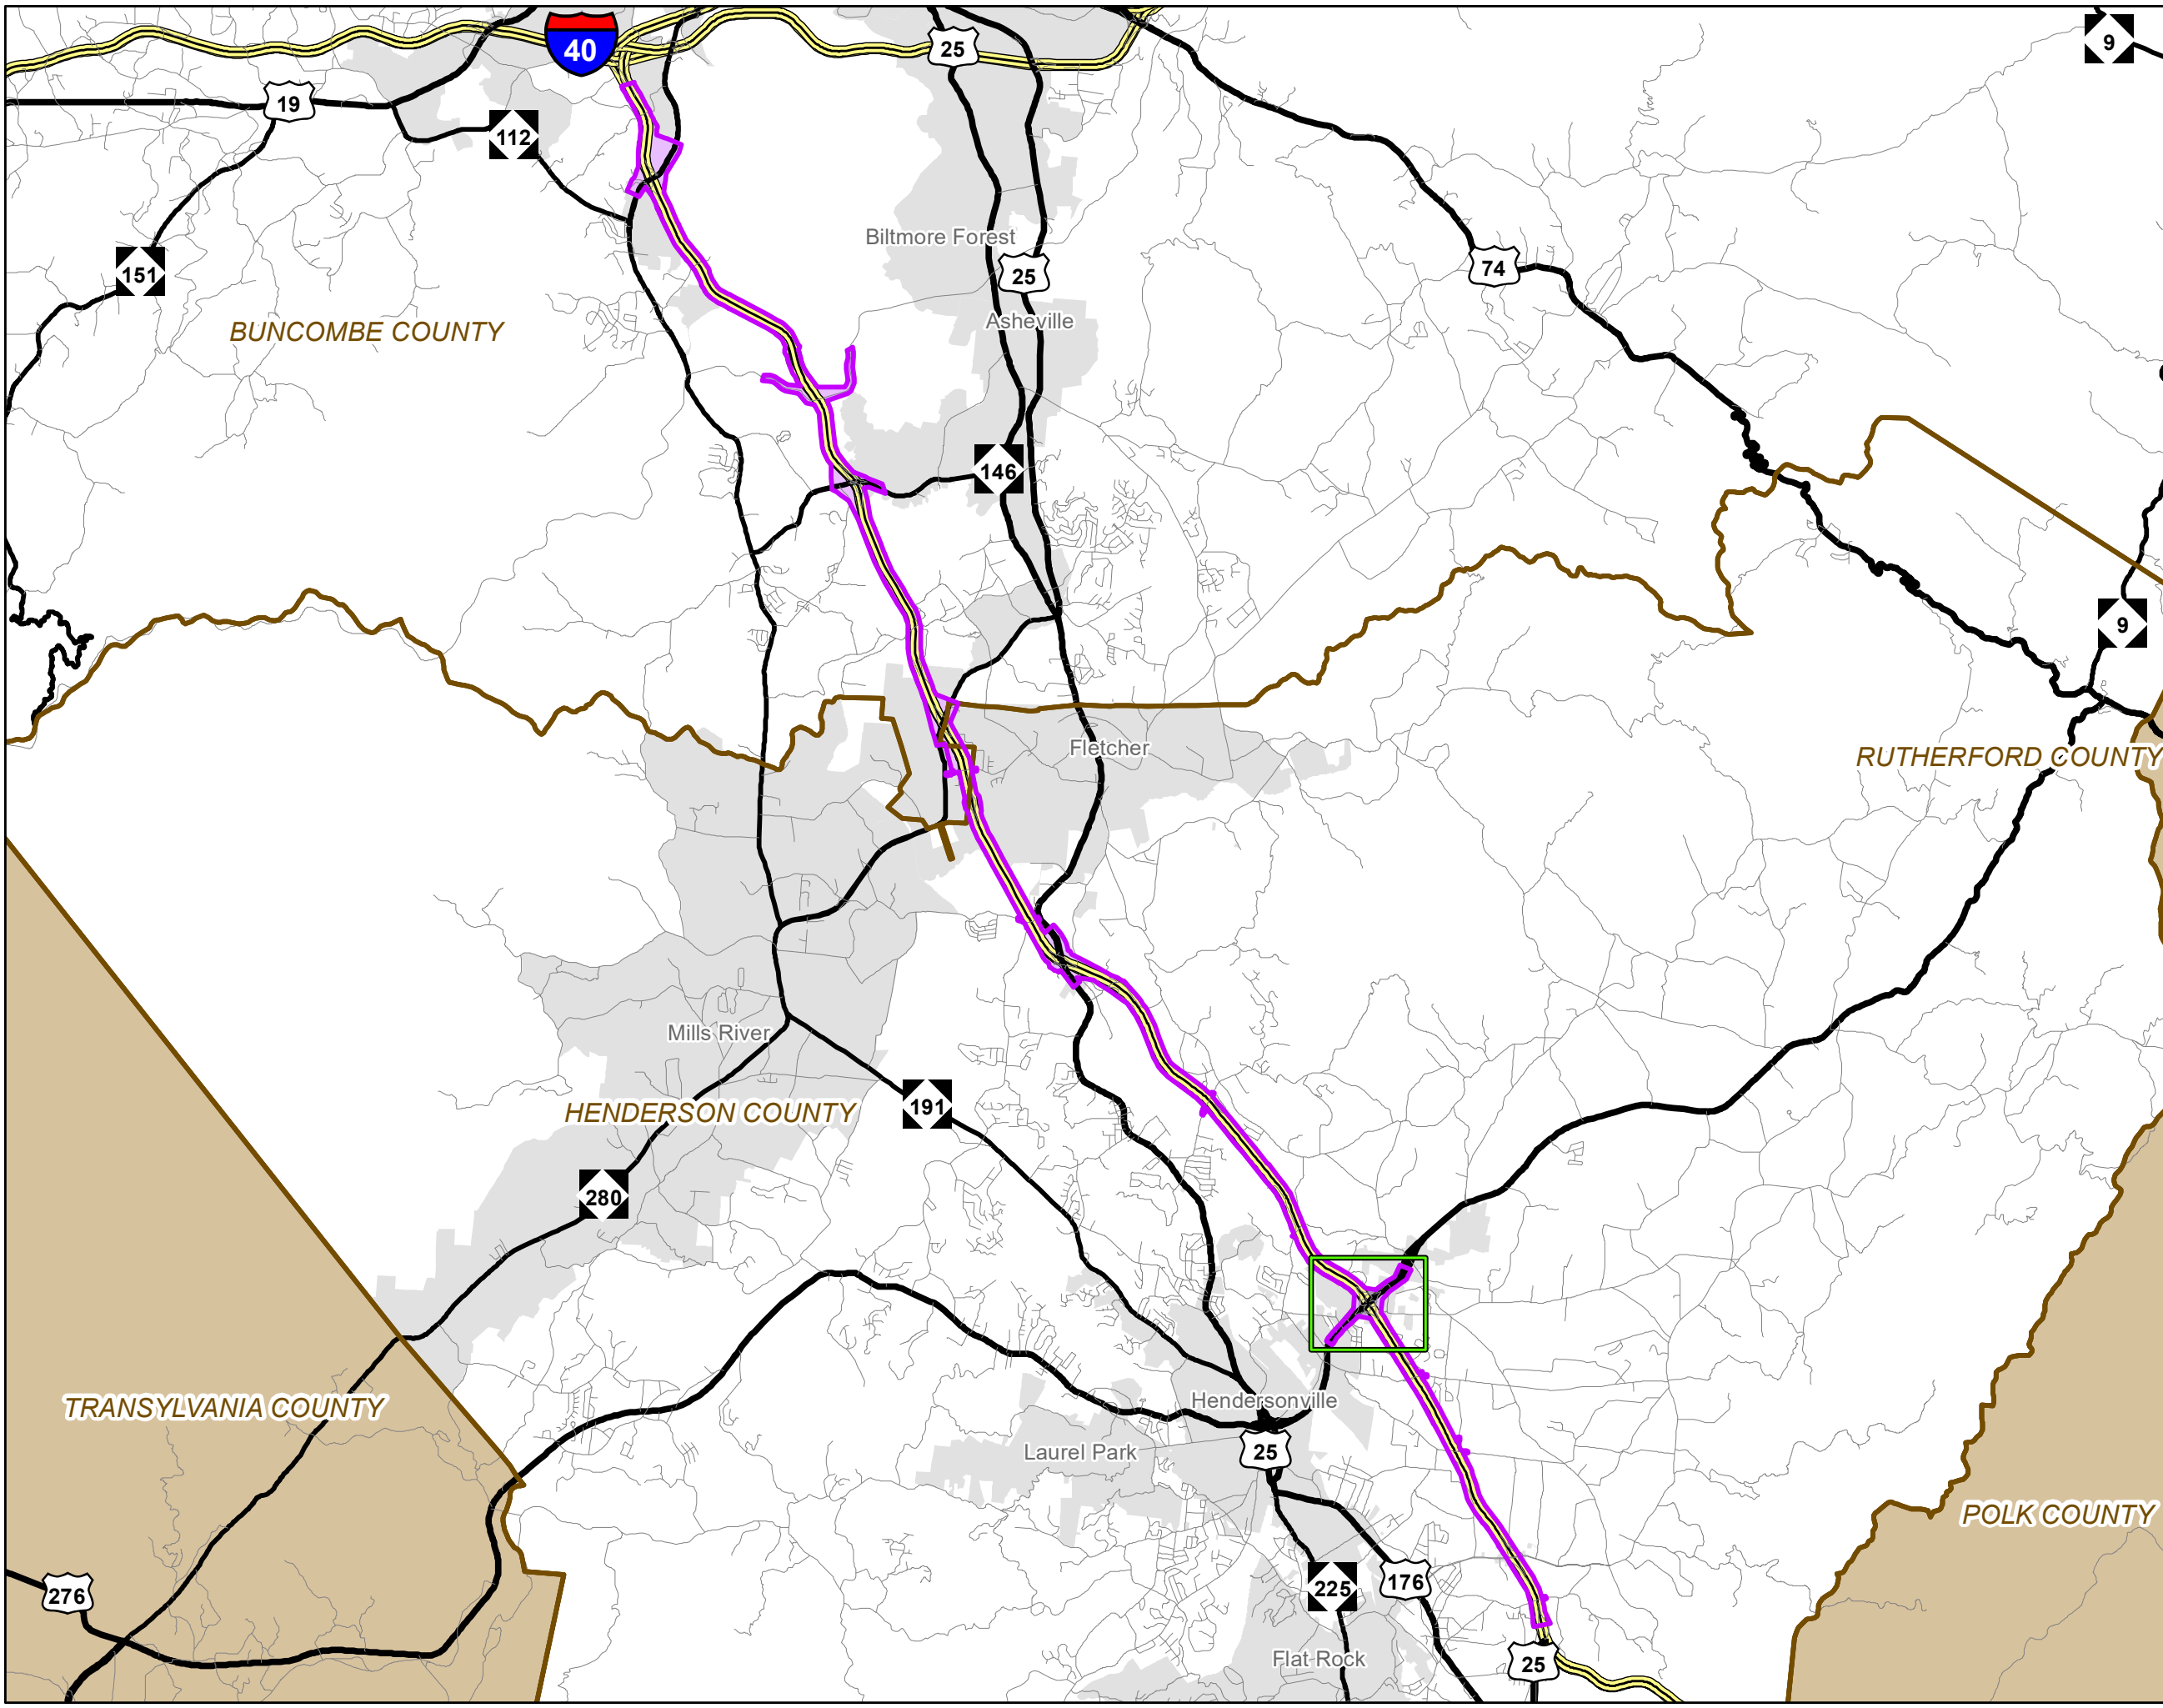 40
25
9
19
112
Biltmore Forest
151
25
74
BUNCOMBE COUNTY
Asheville
146
9
Fletcher
RUTHERFORD COUNTY
Mills River
HENDERSON COUNTY
191
280
TRANSYLVANIA COUNTY
Hendersonville
Laurel Park
25
POLK COUNTY
276
225
176
Flat Rock
25